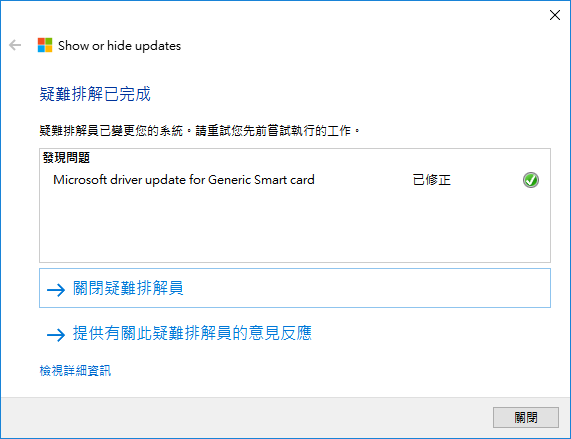 Show or hide updates
疑難排解已完成
疑難排解員已變更您的系統。請重試您先前嘗試執行的工作。
發現問題
Microsoft driver update for Generic Smart card 已修正
關閉疑難排解員
提供有關此疑難排解員的意見反應
檢視詳細資訊
關閉